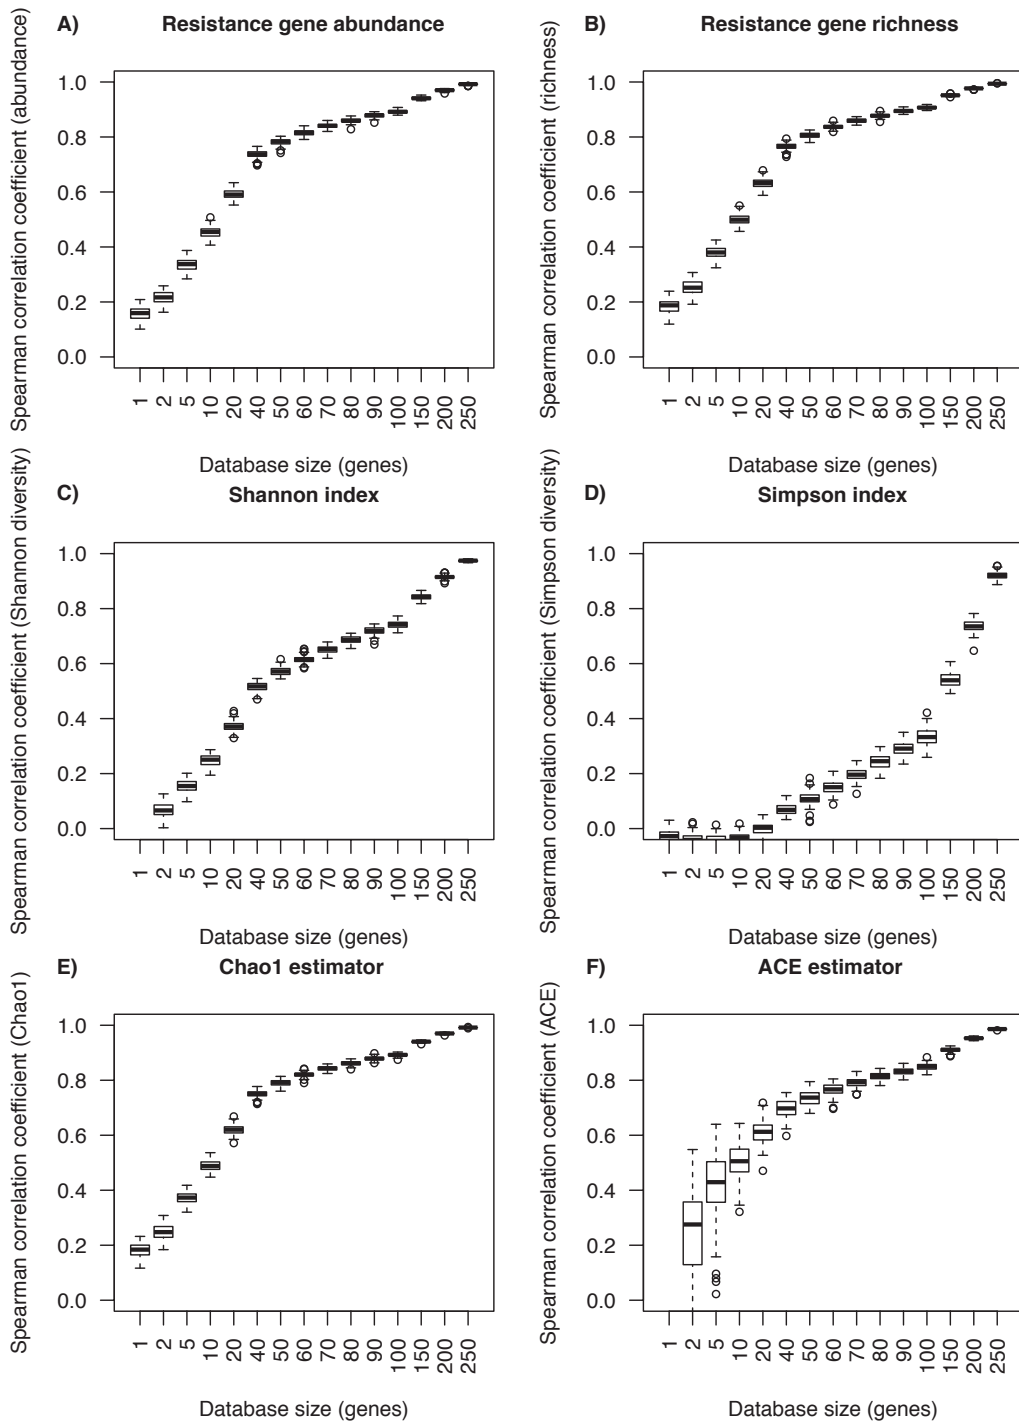 A) Resistance gene abundance
Spearman correlation coefficient (abundance)
1.0
0.8
0.6
0.4
0.2
0.0
1 2 5 10 20 40 50 60 70 80 90 100 150 200 250
Database size (genes)
B) Resistance gene richness
Spearman correlation coefficient (richness)
1.0
0.8
0.6
0.4
0.2
0.0
1 2 5 10 20 40 50 60 70 80 90 100 150 200 250
Database size (genes)
C) Shannon index
Spearman correlation coefficient (Shannon diversity)
1.0
0.8
0.6
0.4
0.2
0.0
1 2 5 10 20 40 50 60 70 80 90 100 150 200 250
Database size (genes)
D) Simpson index
Spearman correlation coefficient (Simpson diversity)
1.0
0.8
0.6
0.4
0.2
0.0
1 2 5 10 20 40 50 60 70 80 90 100 150 200 250
Database size (genes)
E) Chao1 estimator
Spearman correlation coefficient (Chao1)
1.0
0.8
0.6
0.4
0.2
0.0
1 2 5 10 20 40 50 60 70 80 90 100 150 200 250
Database size (genes)
F) ACE estimator
Spearman correlation coefficient (ACE)
1.0
0.8
0.6
0.4
0.2
0.0
1 2 5 10 20 40 50 60 70 80 90 100 150 200 250
Database size (genes)